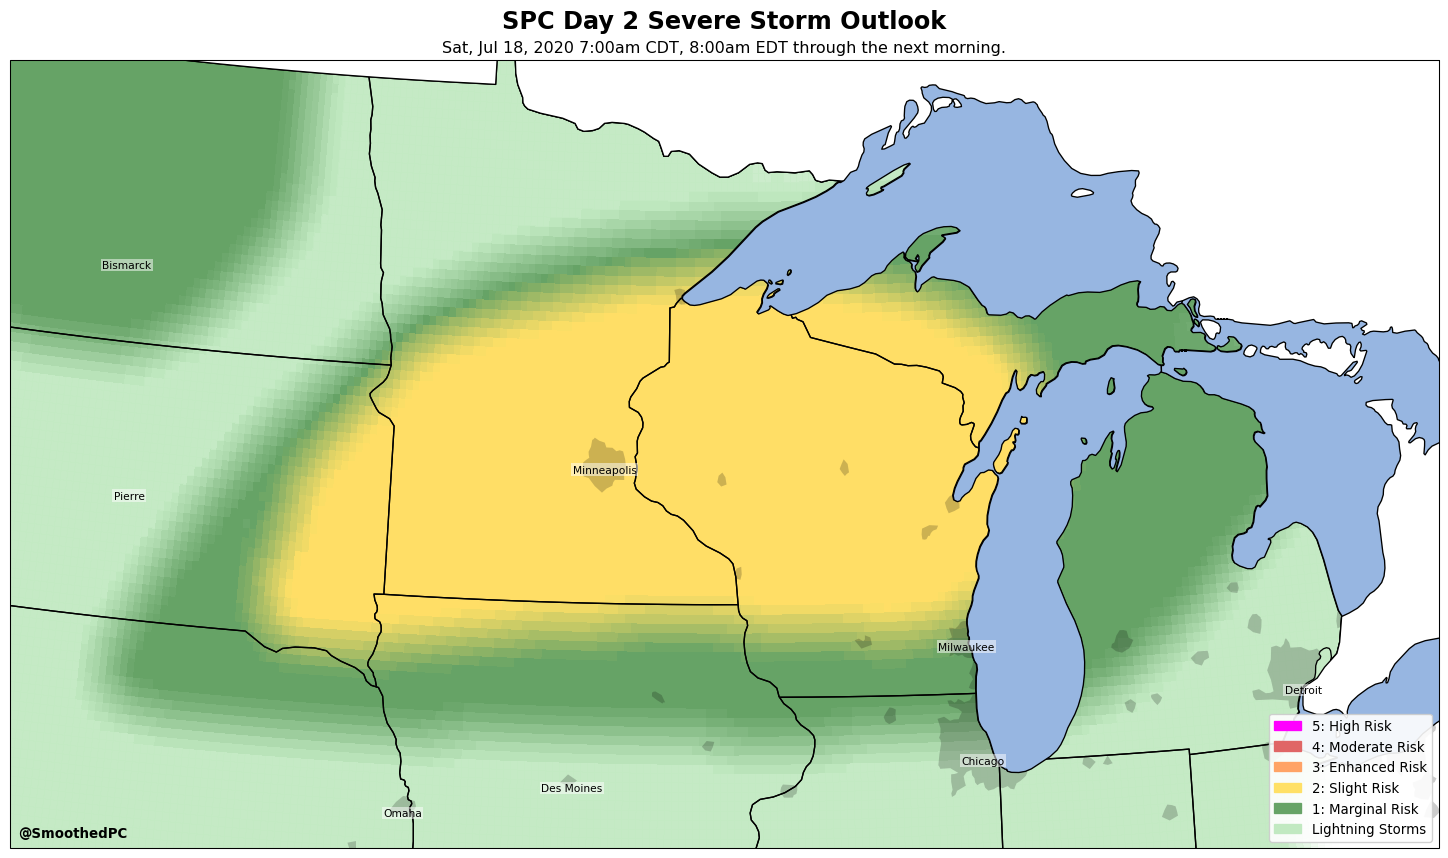 SPC Day 2 Severe Storm Outlook
Sat, Jul 18, 2020 7:00am CDT, 8:00am EDT through the next morning.
Bismarck
Minneapolis
Pierre
Milwaukee
Detroit
Chicago
Des Moines
Omaha
5: High Risk
4: Moderate Risk
3: Enhanced Risk
2: Slight Risk
1: Marginal Risk
Lightning Storms
@SmoothedPC